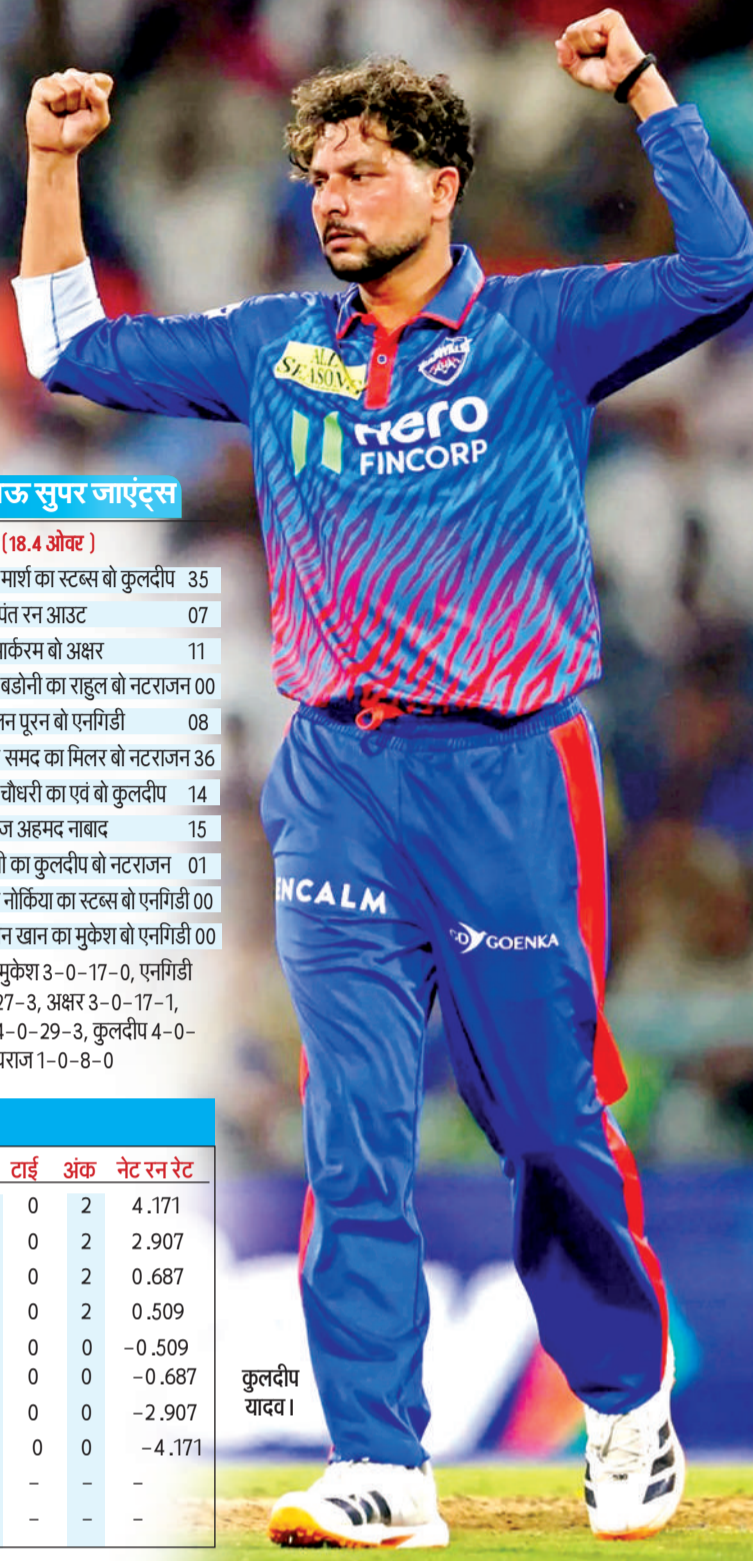 ALL
SEASONS
CAPITALS
Hero
FINCORP
ऊ सुपर जाएंट्स
(18.4 ओवर )
मार्श का स्टब्स बो कुलदीप 35
पंत रन आउट 07
मार्करम बो अक्षर 11
बडोनी का राहुल बो नटराजन 00
पूरन बो एनगिडी 08
समद का मिलर बो नटराजन 36
चौधरी का एवं बो कुलदीप 14
ज अहमद नाबाद 15
ी का कुलदीप बो नटराजन 01
नोर्किया का स्टब्स बो एनगिडी 00
न खान का मुकेश बो एनगिडी 00
मुकेश 3-0-17-0, एनगिडी
27-3, अक्षर 3-0-17-1,
4-0-29-3, कुलदीप 4-0-
पराज 1-0-8-0
ENCALM
GOENKA
टाई अंक नेट रन रेट
0 2 4.171
0 2 2.907
0 2 0.687
0 2 0.509
0 0 -0.509
0 0 -0.687
0 0 -2.907
0 0 -4.171
- - -
- - -
कुलदीप
यादव।